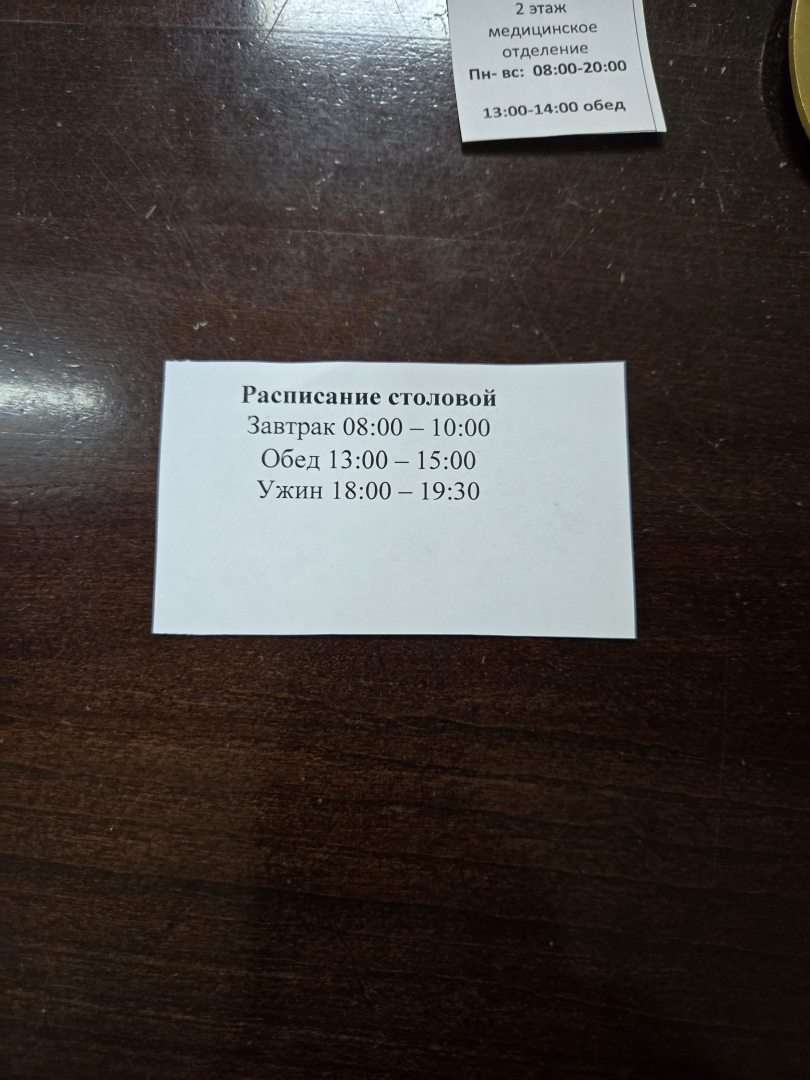 2 этаж
медицинское
отделение
Пн- вс: 08:00-20:00
13:00-14:00 обед
Расписание столовой
Завтрак 08:00 – 10:00
Обед 13:00 – 15:00
Ужин 18:00 – 19:30